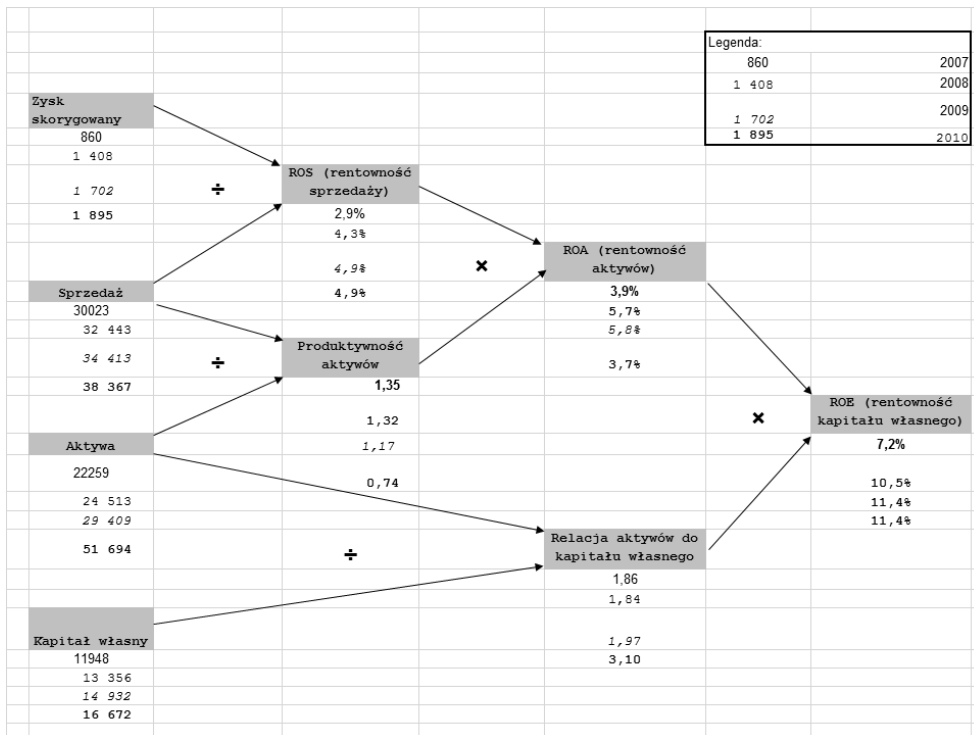 Legenda:
860 2007
1 408 2008
1 702 2009
1 895 2010
Zysk
skorygowany
860
1 408
1 702
1 895
÷
ROS (rentowność
sprzedaży)
2,9%
4,3%
4,9%
4,9%
Sprzedaż
30023
32 443
34 413
38 367
÷
Produktywność
aktywów
1,35
1,32
1,17
0,74
×
ROA (rentowność
aktywów)
3,9%
5,7%
5,8%
3,7%
Aktywa
22259
24 513
29 409
51 694
÷
Relacja aktywów do
kapitału własnego
1,86
1,84
1,97
3,10
Kapitał własny
11948
13 356
14 932
16 672
×
ROE (rentowność
kapitału własnego)
7,2%
10,5%
11,4%
11,4%